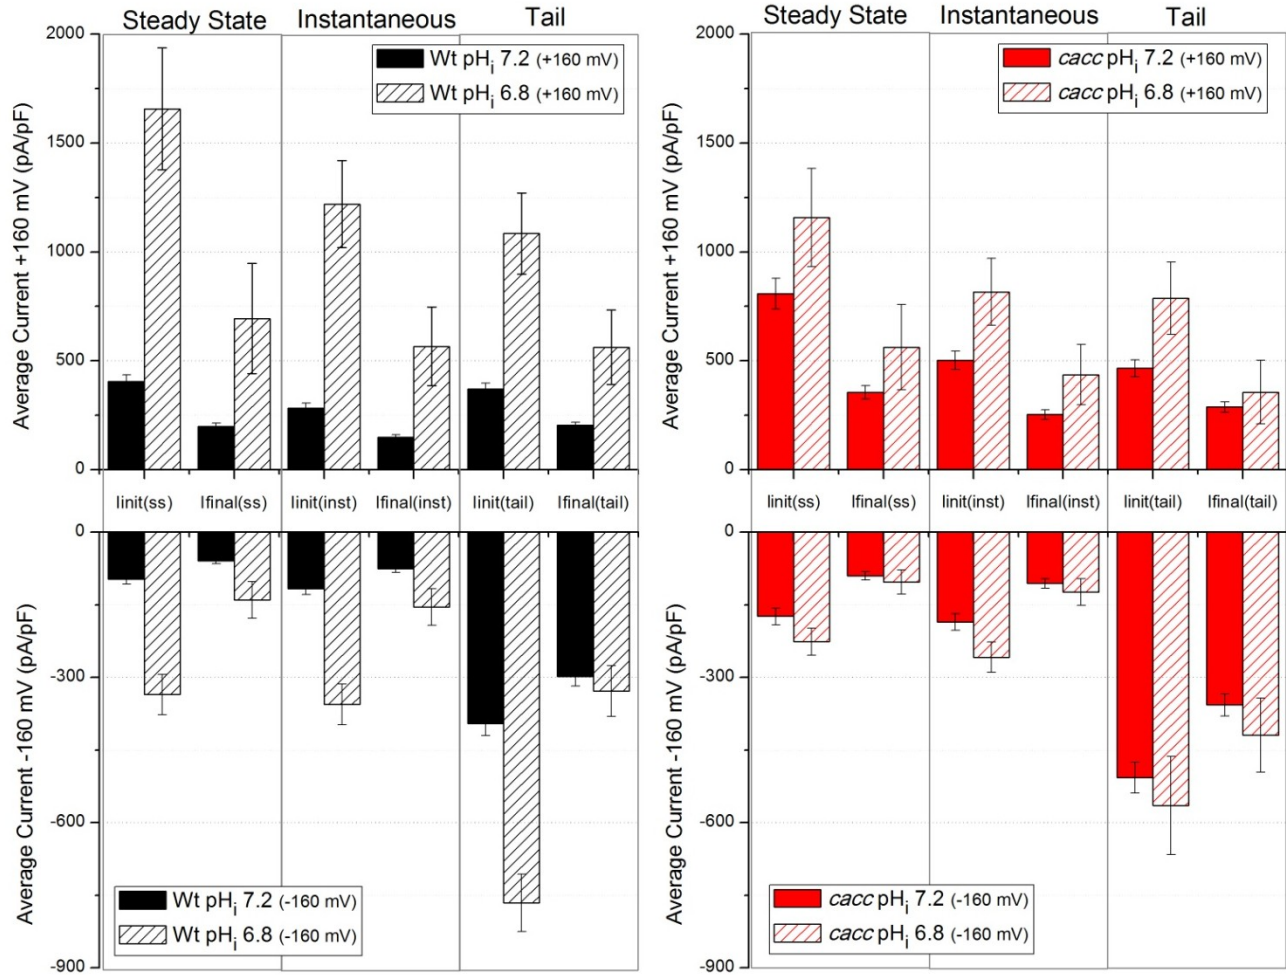 Steady State Instantaneous Tail
Wt pHi 7.2 (+160 mV)
Wt pHi 6.8 (+160 mV)
Average Current +160 mV (pA/pF)
2000
1500
1000
500
0
Iinit(ss) Ifinal(ss) Iinit(inst) Ifinal(inst) Iinit(tail) Ifinal(tail)
Average Current -160 mV (pA/pF)
0
-300
-600
-900
Wt pHi 7.2 (-160 mV)
Wt pHi 6.8 (-160 mV)
Steady State Instantaneous Tail
cacc pHi 7.2 (+160 mV)
cacc pHi 6.8 (+160 mV)
Average Current +160 mV (pA/pF)
2000
1500
1000
500
0
Iinit(ss) Ifinal(ss) Iinit(inst) Ifinal(inst) Iinit(tail) Ifinal(tail)
Average Current -160 mV (pA/pF)
0
-300
-600
-900
cacc pHi 7.2 (-160 mV)
cacc pHi 6.8 (-160 mV)